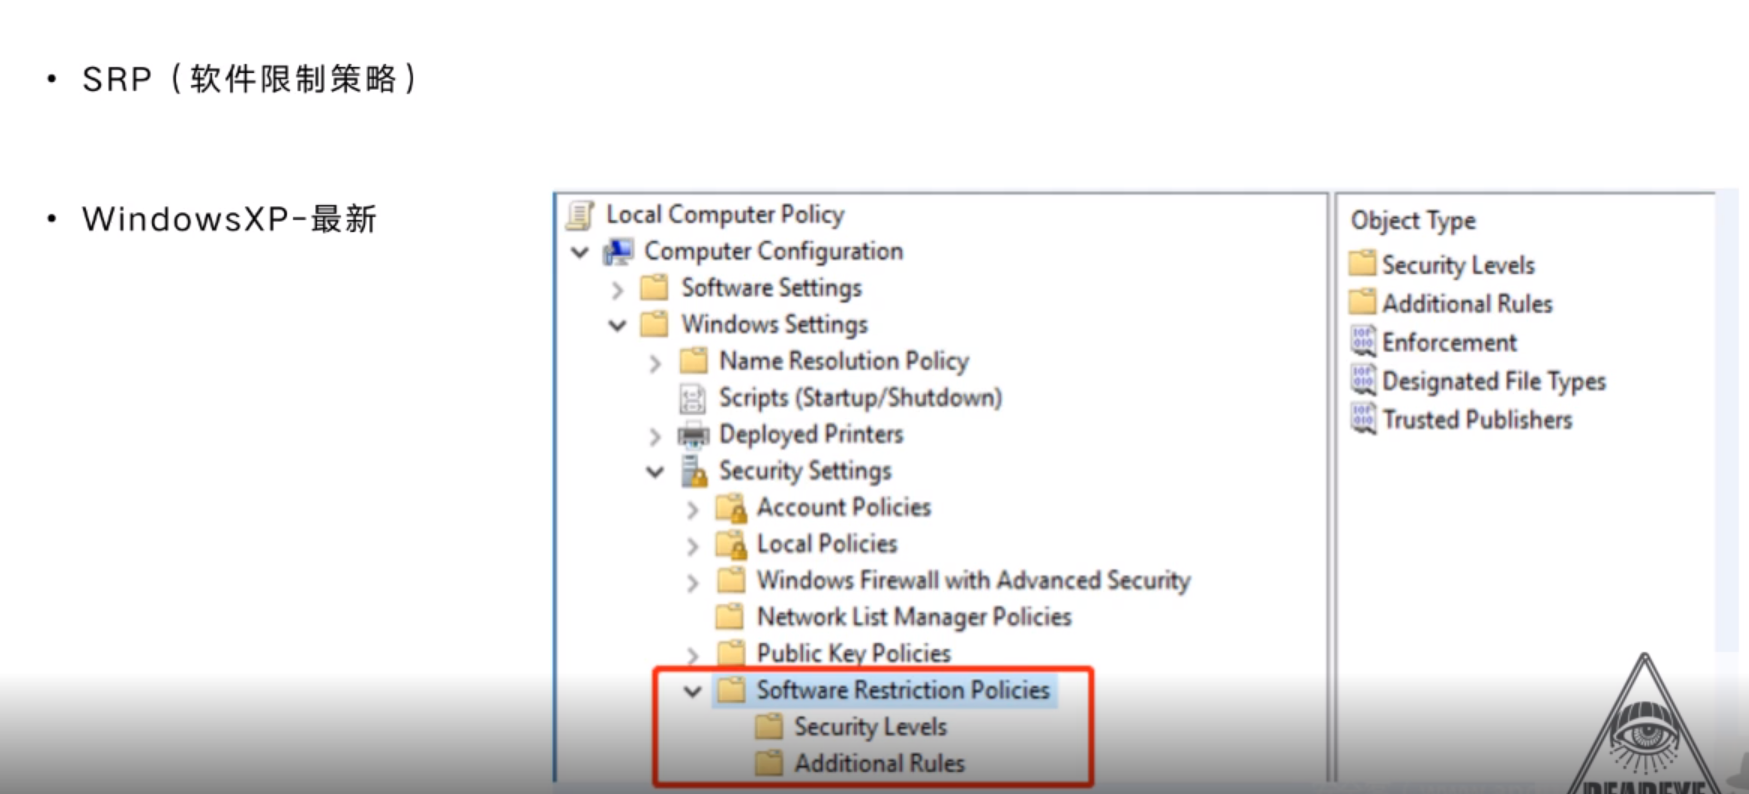 • SRP（软件限制策略）
• WindowsXP-最新
Local Computer Policy
Computer Configuration
Software Settings
Windows Settings
Name Resolution Policy
Scripts (Startup/Shutdown)
Deployed Printers
Security Settings
Account Policies
Local Policies
Windows Firewall with Advanced Security
Network List Manager Policies
Public Key Policies
Software Restriction Policies
Security Levels
Additional Rules
Object Type
Security Levels
Additional Rules
Enforcement
Designated File Types
Trusted Publishers
DEADEYE